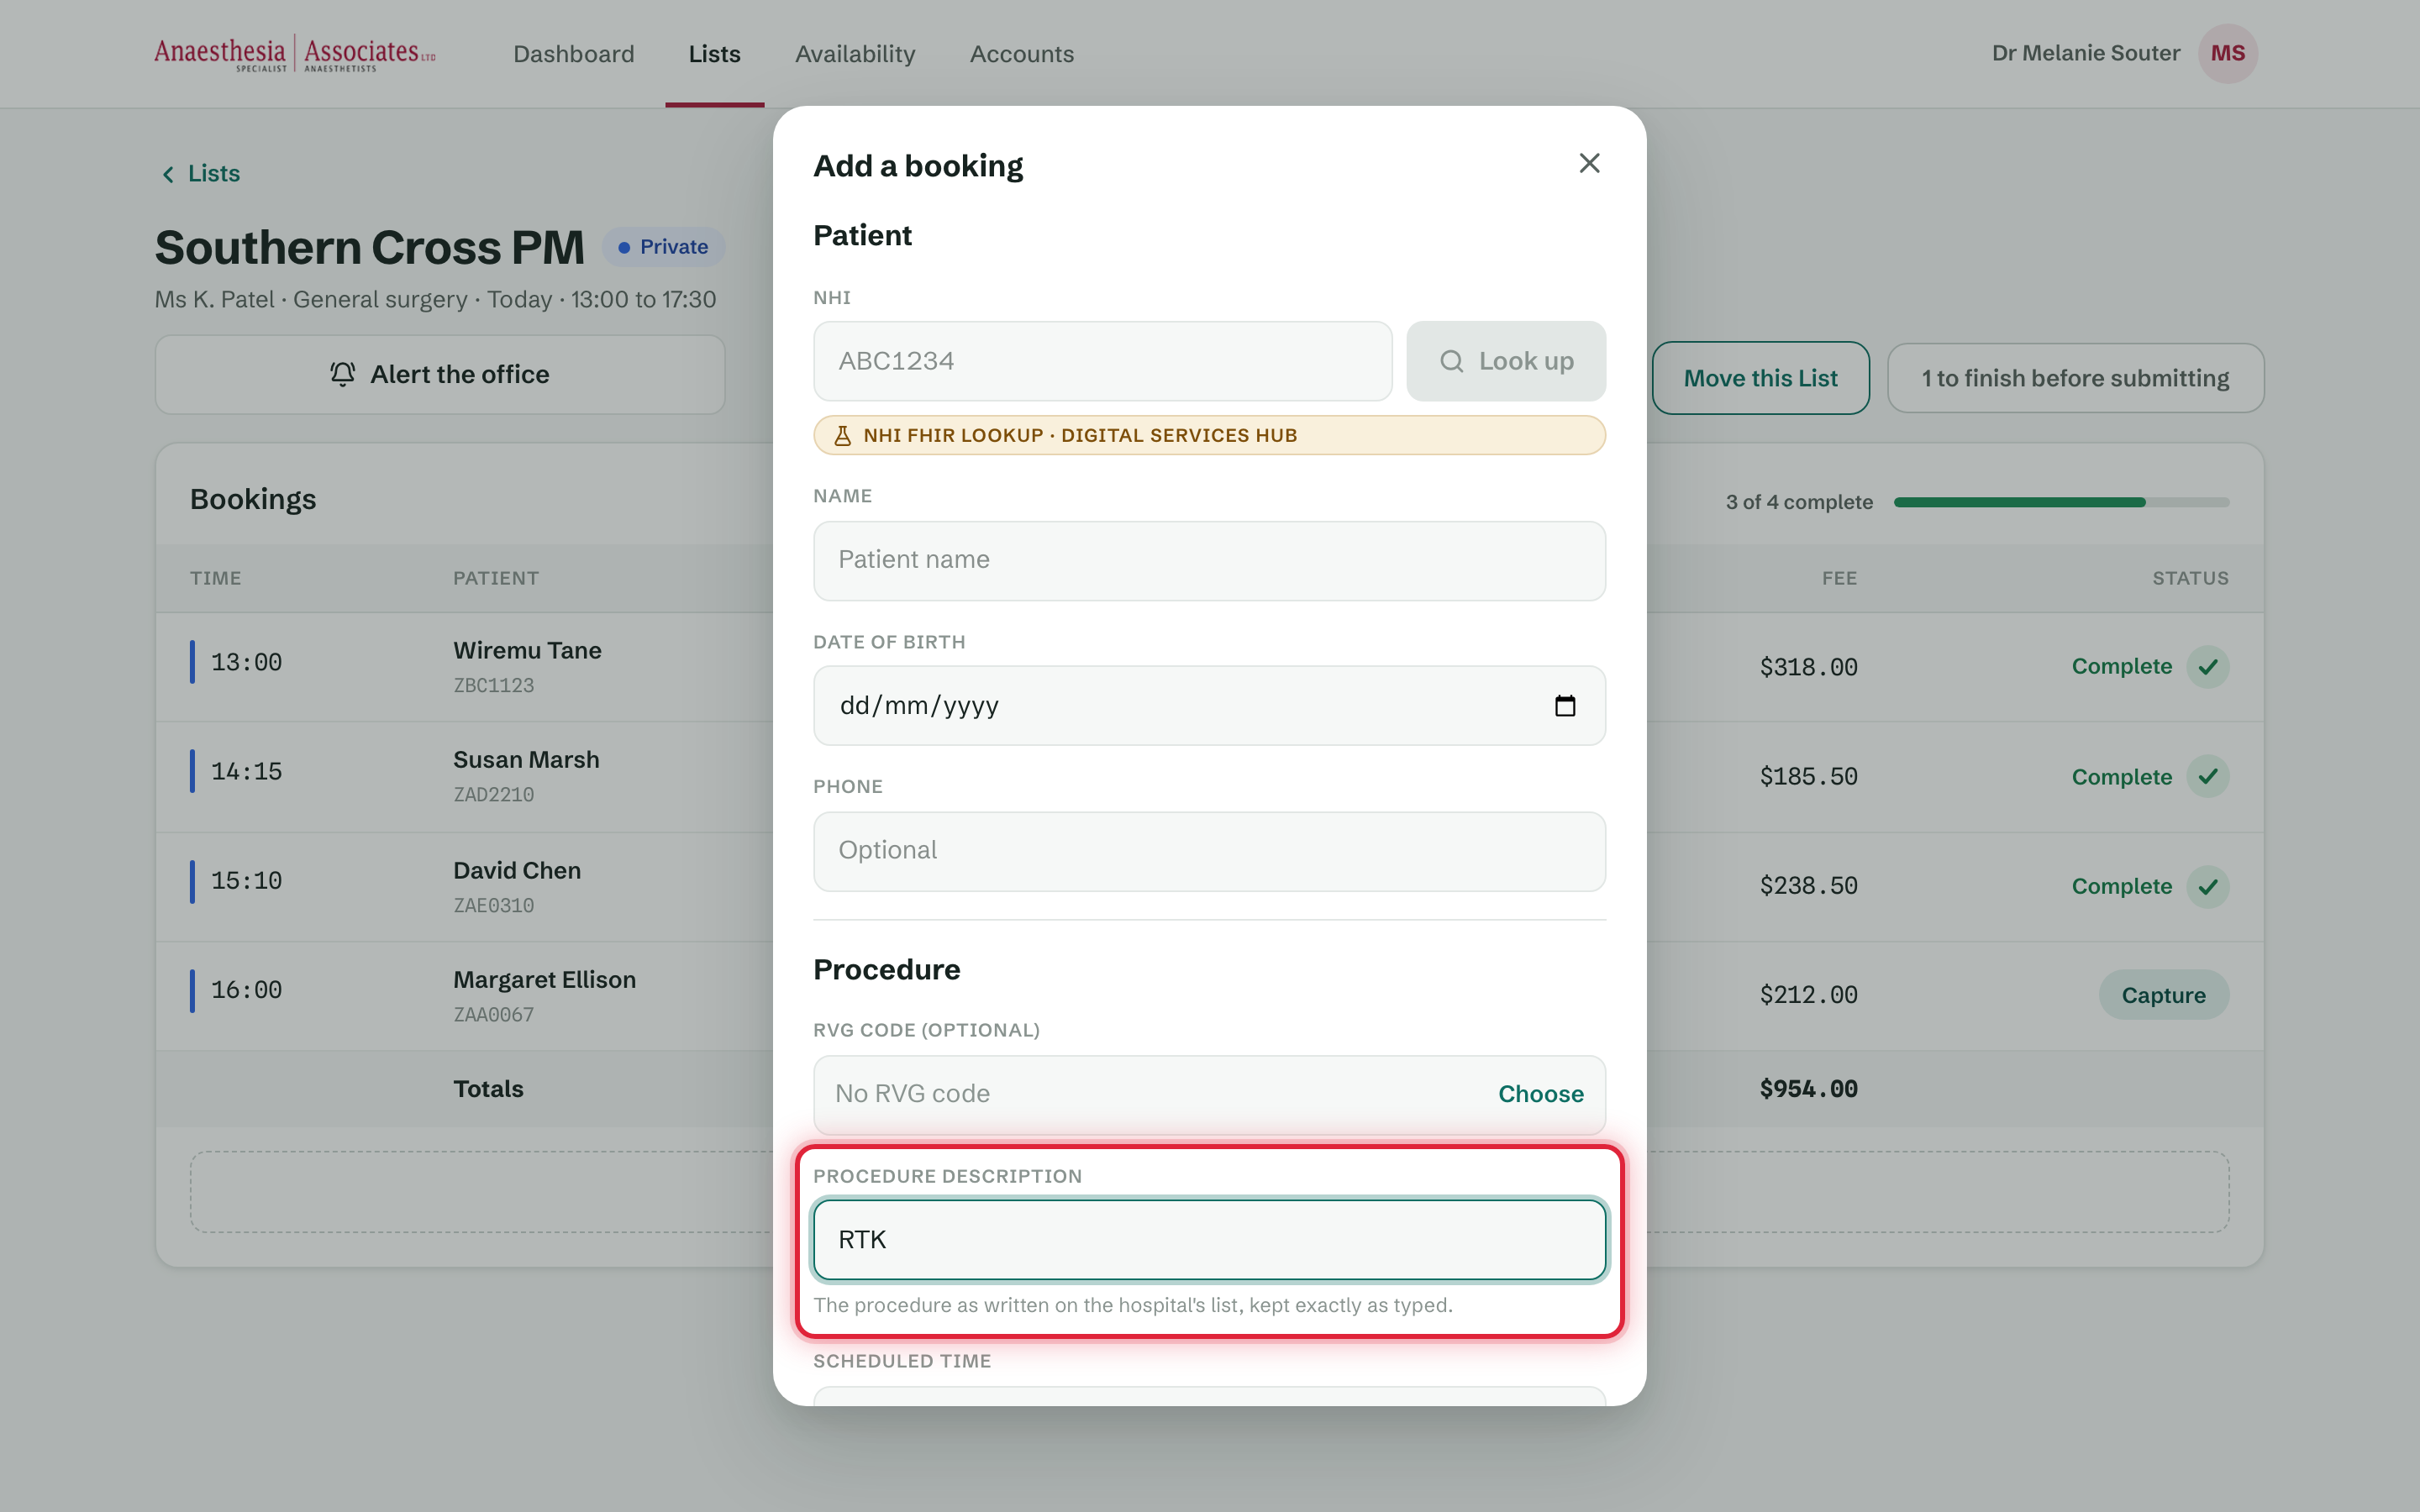 Anaesthesia | Associates LTD
SPECIALIST ANAESTHETISTS
Dashboard
Lists
Availability
Accounts
Dr Melanie Souter
MS
Lists
Southern Cross PM
Private
Ms K. Patel · General surgery · Today · 13:00 to 17:30
Alert the office
Move this List
1 to finish before submitting
Bookings
3 of 4 complete
TIME
PATIENT
FEE
STATUS
13:00
Wiremu Tane
ZBC1123
$318.00
Complete
14:15
Susan Marsh
ZAD2210
$185.50
Complete
15:10
David Chen
ZAE0310
$238.50
Complete
16:00
Margaret Ellison
ZAA0067
$212.00
Capture
Totals
$954.00
Add a booking
Patient
NHI
ABC1234
Look up
NHI FHIR LOOKUP · DIGITAL SERVICES HUB
NAME
Patient name
DATE OF BIRTH
dd/mm/yyyy
PHONE
Optional
Procedure
RVG CODE (OPTIONAL)
No RVG code
Choose
PROCEDURE DESCRIPTION
RTK
The procedure as written on the hospital's list, kept exactly as typed.
SCHEDULED TIME